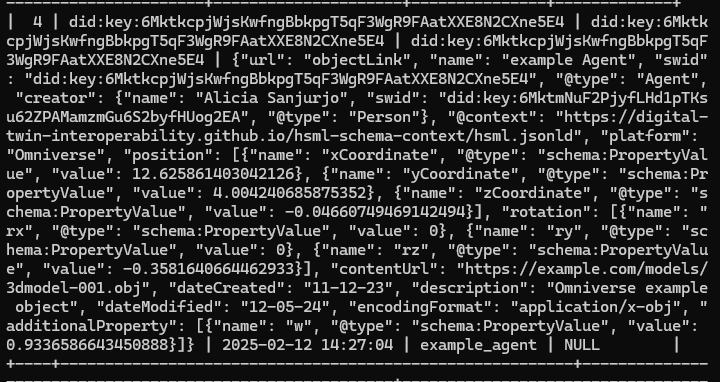 |  4 | did:key:6MktkcpjWjsKwfngBbkpgT5qF3WgR9FAatXXE8N2CXne5E4 | did:key:6Mktk
cpjWjsKwfngBbkpgT5qF3WgR9FAatXXE8N2CXne5E4 | did:key:6MktkcpjWjsKwfngBbkpgT5qF
3WgR9FAatXXE8N2CXne5E4 | {"url": "objectLink", "name": "example Agent", "swid"
: "did:key:6MktkcpjWjsKwfngBbkpgT5qF3WgR9FAatXXE8N2CXne5E4", "@type": "Agent",
 "creator": {"name": "Alicia Sanjurjo", "swid": "did:key:6MktmNuF2PjyfLHd1pTKs
u62ZPAMamzmGu6S2byfHUog2EA", "@type": "Person"}, "@context": "https://digital-
twin-interoperability.github.io/hsml-schema-context/hsml.jsonld", "platform":
"Omniverse", "position": [{"name": "xCoordinate", "@type": "schema:PropertyVal
ue", "value": 12.625861403042126}, {"name": "yCoordinate", "@type": "schema:Pr
opertyValue", "value": 4.004240685875352}, {"name": "zCoordinate", "@type": "s
chema:PropertyValue", "value": -0.04660749469142494}], "rotation": [{"name": "
rx", "@type": "schema:PropertyValue", "value": 0}, {"name": "ry", "@type": "sc
hema:PropertyValue", "value": 0}, {"name": "rz", "@type": "schema:PropertyValu
e", "value": -0.3581640664462933}], "contentUrl": "https://example.com/models/
3dmodel-001.obj", "dateCreated": "11-12-23", "description": "Omniverse example
 object", "dateModified": "12-05-24", "encodingFormat": "application/x-obj", "
additionalProperty": [{"name": "w", "@type": "schema:PropertyValue", "value":
0.9336586643450888}]} | 2025-02-12 14:27:04 | example_agent | NULL         |